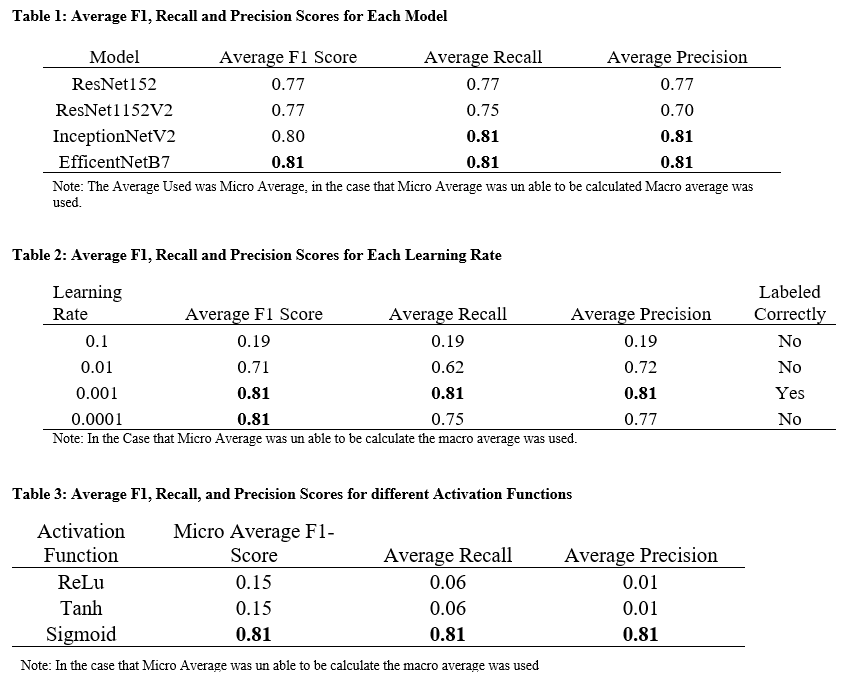 Table 1: Average F1, Recall and Precision Scores for Each Model
Model Average F1 Score Average Recall Average Precision
ResNet152 0.77 0.77 0.77
ResNet1152V2 0.77 0.75 0.70
InceptionNetV2 0.80 0.81 0.81
EfficentNetB7 0.81 0.81 0.81
Note: The Average Used was Micro Average, in the case that Micro Average was un able to be calculated Macro average was
used.
Table 2: Average F1, Recall and Precision Scores for Each Learning Rate
Learning Labeled
Rate Average F1 Score Average Recall Average Precision Correctly
0.1 0.19 0.19 0.19 No
0.01 0.71 0.62 0.72 No
0.001 0.81 0.81 0.81 Yes
0.0001 0.81 0.75 0.77 No
Note: In the Case that Micro Average was un able to be calculate the macro average was used.
Table 3: Average F1, Recall, and Precision Scores for different Activation Functions
Activation Micro Average F1-
Function Score Average Recall Average Precision
ReLu 0.15 0.06 0.01
Tanh 0.15 0.06 0.01
Sigmoid 0.81 0.81 0.81
Note: In the case that Micro Average was un able to be calculate the macro average was used